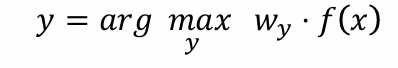 y = arg max w_y · f(x)
y